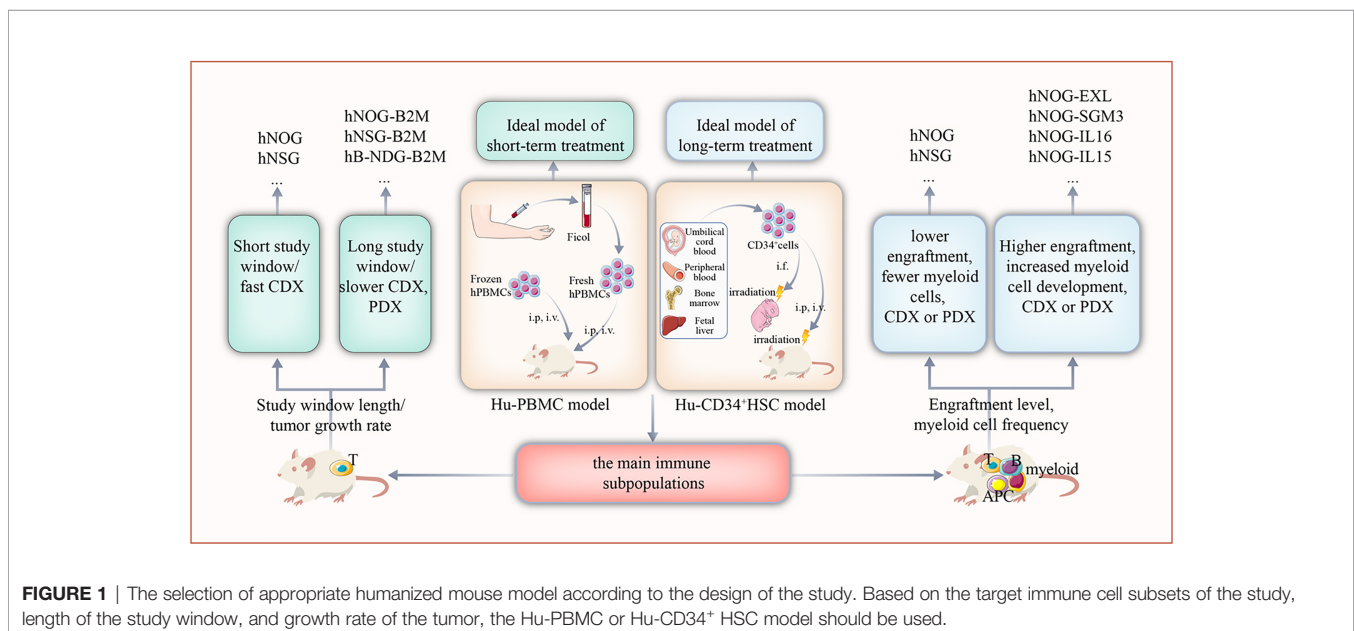 hNOG
hNSG
...
hNOG-B2M
hNSG-B2M
hB-NDG-B2M
...
Ideal model of
short-term treatment
Ideal model of
long-term treatment
hNOG
hNSG
...
hNOG-EXL
hNOG-SGM3
hNOG-IL16
hNOG-IL15
...
Short study
window/
fast CDX
Long study
window/
slower CDX,
PDX
Ficol
Frozen
hPBMCs
Fresh
hPBMCs
i.p, i.v.
i.p, i.v.
Umbilical
cord
blood
Peripheral
blood
Bone
marrow
Fetal
liver
CD34⁺cells
i.f.
irradiation
i.p, i.v.
irradiation
lower
engraftment,
fewer myeloid
cells,
CDX or PDX
Higher engraftment,
increased myeloid
cell development,
CDX or PDX
Study window length/
tumor growth rate
Hu-PBMC model
Hu-CD34⁺HSC model
Engraftment level,
myeloid cell frequency
T
the main immune
subpopulations
T
B
myeloid
APC
FIGURE 1 | The selection of appropriate humanized mouse model according to the design of the study. Based on the target immune cell subsets of the study,
length of the study window, and growth rate of the tumor, the Hu-PBMC or Hu-CD34⁺ HSC model should be used.